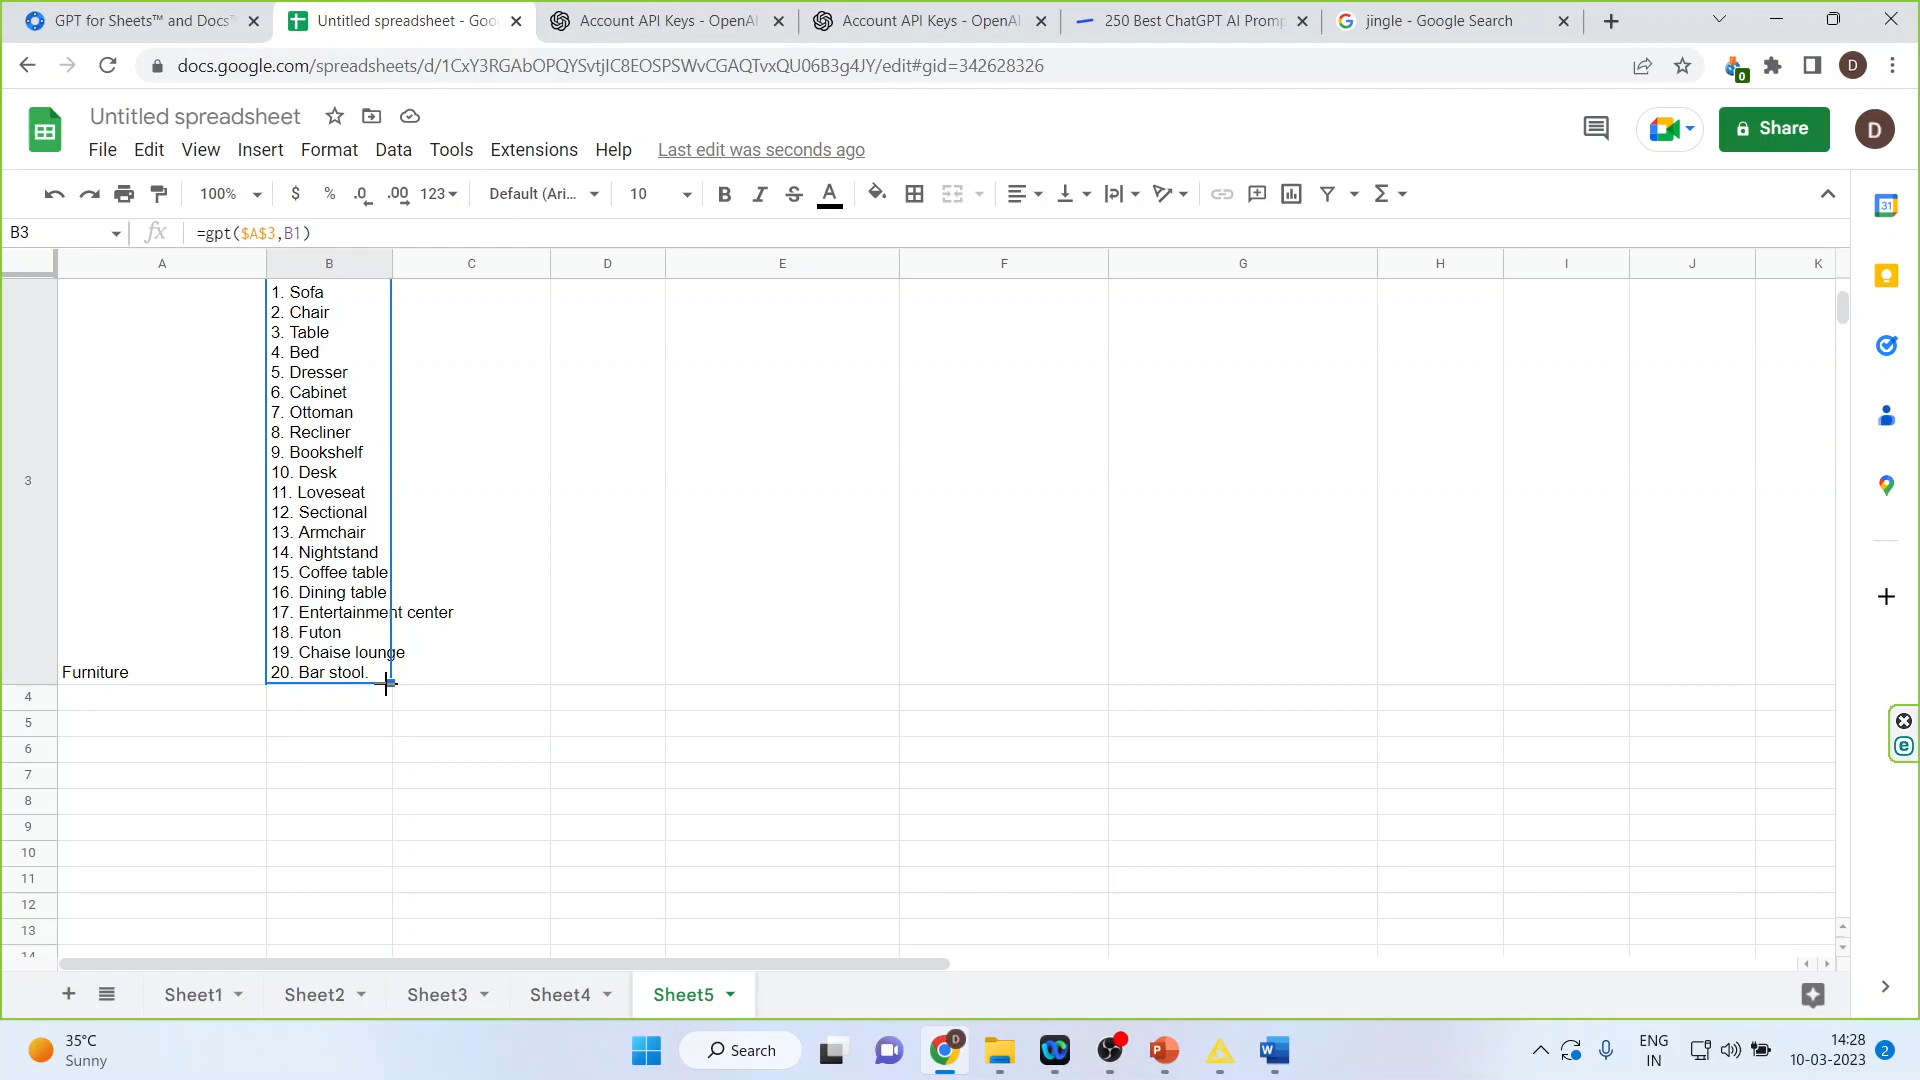 GPT for Sheets™ and Docs™
Untitled spreadsheet - Goo
Account API Keys - OpenAI
Account API Keys - OpenAI
250 Best ChatGPT AI Promp
jingle - Google Search
docs.google.com/spreadsheets/d/1CxY3RGAbOPQYSvtjIC8EOSPSWvCGAQTvxQU06B3g4JY/edit#gid=342628326
0
D
Untitled spreadsheet
File Edit View Insert Format Data Tools Extensions Help Last edit was seconds ago
Share
D
100% $ % .0 .00 123 Default (Ari... 10 B I S A
31
B3 fx =gpt($A$3,B1)
A B C D E F G H I J K
3
1. Sofa
2. Chair
3. Table
4. Bed
5. Dresser
6. Cabinet
7. Ottoman
8. Recliner
9. Bookshelf
10. Desk
11. Loveseat
12. Sectional
13. Armchair
14. Nightstand
15. Coffee table
16. Dining table
17. Entertainment center
18. Futon
19. Chaise lounge
20. Bar stool.
Furniture
4
5
6
7
8
9
10
11
12
13
14
Sheet1 Sheet2 Sheet3 Sheet4 Sheet5
35°C
Sunny
Search
D
P
W
ENG
IN
14:28
10-03-2023
2